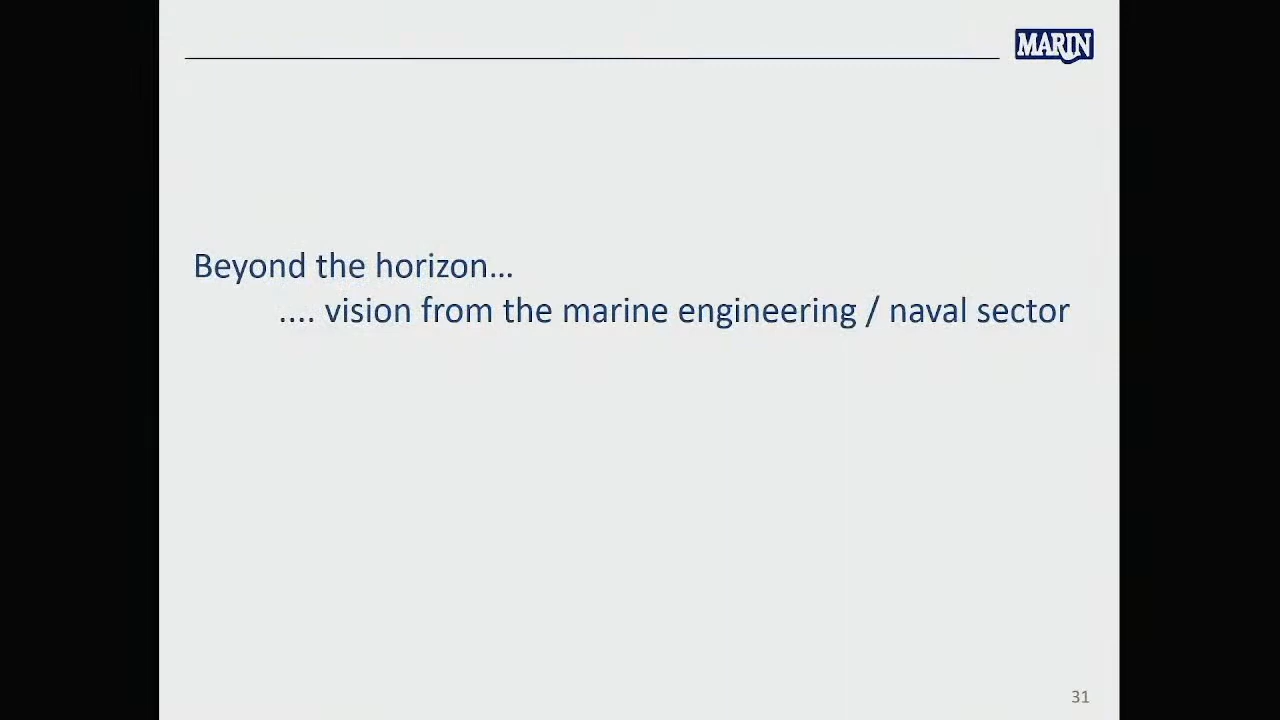 MARIN
Beyond the horizon...
.... vision from the marine engineering / naval sector
31